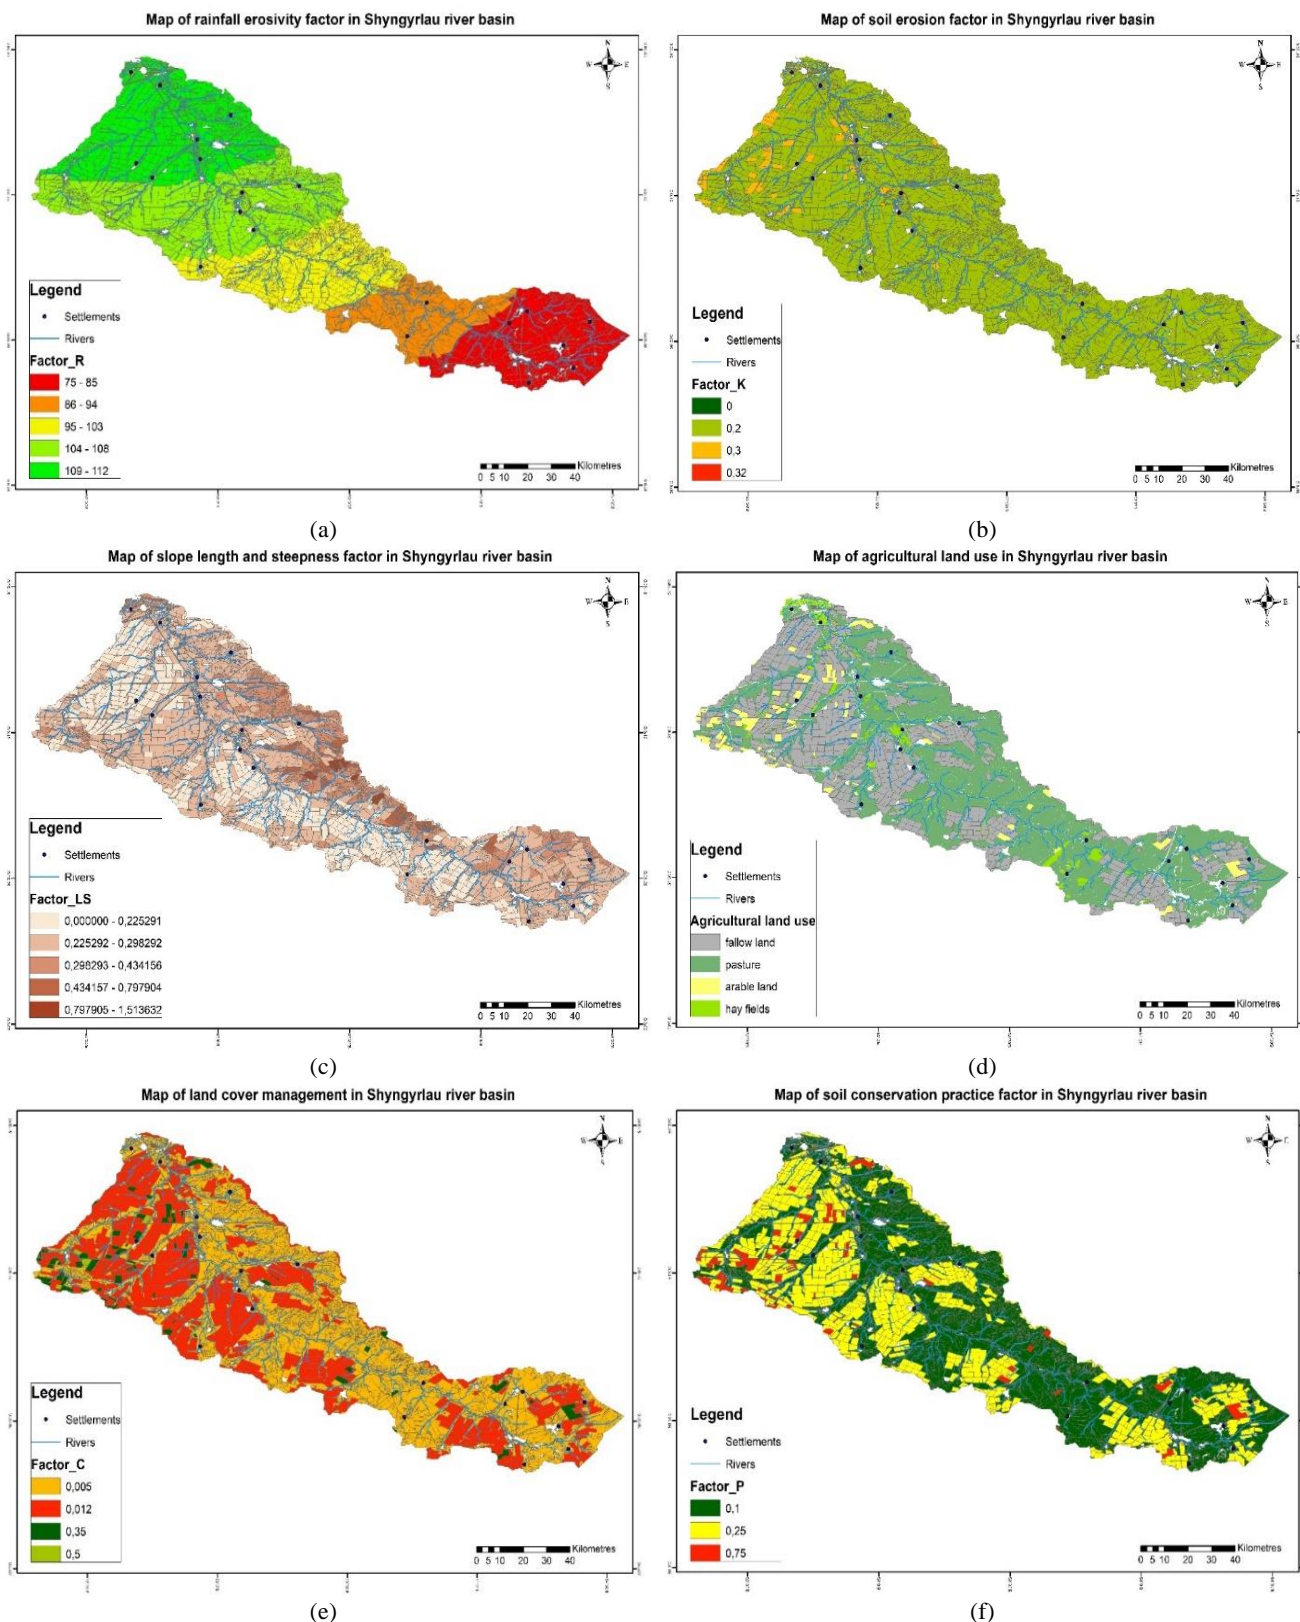 Map of rainfall erosivity factor in Shyngyrlau river basin
N
W E
S
Legend
Settlements
Rivers
Factor_R
75 - 85
86 - 94
95 - 103
104 - 108
109 - 112
Kilometres
0 5 10 20 30 40
(a)
Map of soil erosion factor in Shyngyrlau river basin
N
W E
S
Legend
Settlements
Rivers
Factor_K
0
0.2
0.3
0,32
Kilometres
0 5 10 20 30 40
(b)
Map of slope length and steepness factor in Shyngyrlau river basin
N
W E
S
Legend
Settlements
Rivers
Factor_LS
0,000000 - 0,225291
0,225292 - 0,298292
0,298293 - 0,434156
0,434157 - 0,797904
0,797905 - 1,513632
Kilometres
0 5 10 20 30 40
(c)
Map of agricultural land use in Shyngyrlau river basin
N
W E
S
Legend
Settlements
Rivers
Agricultural land use
fallow land
pasture
arable land
hay fields
Kilometres
0 5 10 20 30 40
(d)
Map of land cover management in Shyngyrlau river basin
N
W E
S
Legend
Settlements
Rivers
Factor_C
0,005
0,012
0,35
0,5
Kilometres
0 5 10 20 30 40
(e)
Map of soil conservation practice factor in Shyngyrlau river basin
N
W E
S
Legend
Settlements
Rivers
Factor_P
0,1
0,25
0,75
Kilometres
0 5 10 20 30 40
(f)